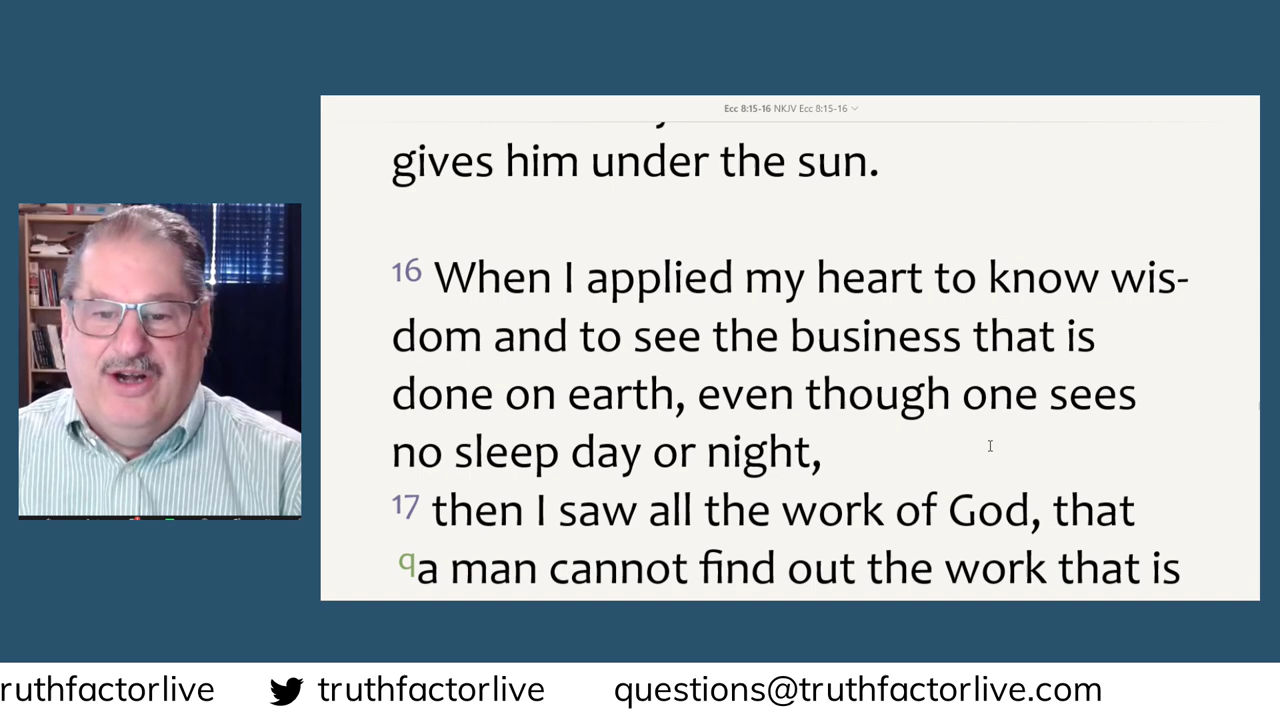 Ecc 8:15-16 NKJV Ecc 8:15-16
gives him under the sun.
16 When I applied my heart to know wis-
dom and to see the business that is
done on earth, even though one sees
no sleep day or night,
17 then I saw all the work of God, that
qa man cannot find out the work that is
ruthfactorlive truthfactorlive questions@truthfactorlive.com